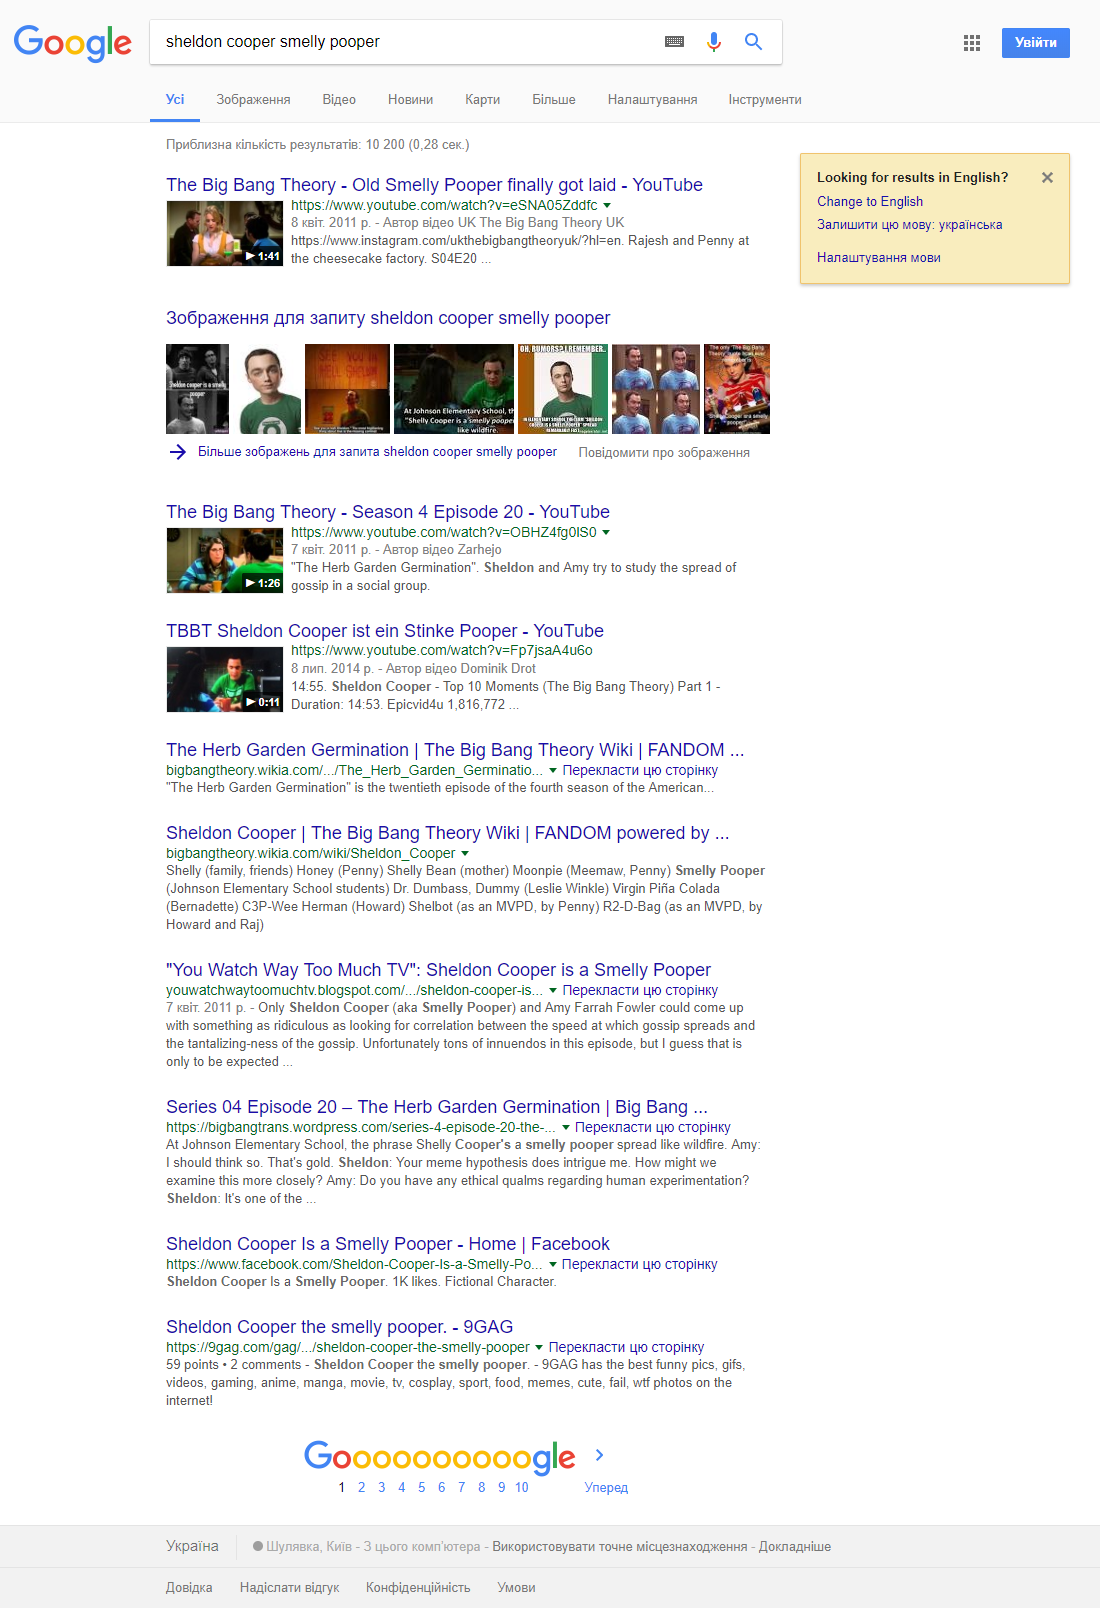 Google
sheldon cooper smelly pooper
Увійти
Усі Зображення Відео Новини Карти Більше Налаштування Інструменти
Приблизна кількість результатів: 10 200 (0,28 сек.)
Looking for results in English?
Change to English
Залишити цю мову: українська
Налаштування мови
The Big Bang Theory - Old Smelly Pooper finally got laid - YouTube
https://www.youtube.com/watch?v=eSNA05Zddfc
8 квіт. 2011 р. - Автор відео UK The Big Bang Theory UK
https://www.instagram.com/ukthebigbangtheoryuk/?hl=en. Rajesh and Penny at
the cheesecake factory. S04E20 ...
1:41
Зображення для запиту sheldon cooper smelly pooper
Sheldon cooper is a smelly
pooper
SEE YOU IN
HELL SHELDON
At Johnson Elementary School, th
"Shelly Cooper is a smelly pooper
like wildfire.
OH, RUMORS? I REMEMBER..
IN ELEMENTARY SCHOOL THE TERM "SHELDON
COOPER IS A SMELLY POOPER" SPREAD
REMARKABLY FAST
The only 'The Big Bang
Більше зображень для запита sheldon cooper smelly pooper
Повідомити про зображення
The Big Bang Theory - Season 4 Episode 20 - YouTube
https://www.youtube.com/watch?v=OBHZ4fg0lS0
7 квіт. 2011 р. - Автор відео Zarhejo
"The Herb Garden Germination". Sheldon and Amy try to study the spread of
gossip in a social group.
1:26
TBBT Sheldon Cooper ist ein Stinke Pooper - YouTube
https://www.youtube.com/watch?v=Fp7jsaA4u6o
8 лип. 2014 р. - Автор відео Dominik Drot
14:55. Sheldon Cooper - Top 10 Moments (The Big Bang Theory) Part 1 -
Duration: 14:53. Epicvid4u 1,816,772 ...
0:11
The Herb Garden Germination | The Big Bang Theory Wiki | FANDOM ...
bigbangtheory.wikia.com/.../The_Herb_Garden_Germinatio... Перекласти цю сторінку
"The Herb Garden Germination" is the twentieth episode of the fourth season of the American...
Sheldon Cooper | The Big Bang Theory Wiki | FANDOM powered by ...
bigbangtheory.wikia.com/wiki/Sheldon_Cooper
Shelly (family, friends) Honey (Penny) Shelly Bean (mother) Moonpie (Meemaw, Penny) Smelly Pooper
(Johnson Elementary School students) Dr. Dumbass, Dummy (Leslie Winkle) Virgin Piña Colada
(Bernadette) C3P-Wee Herman (Howard) Shelbot (as an MVPD, by Penny) R2-D-Bag (as an MVPD, by
Howard and Raj)
"You Watch Way Too Much TV": Sheldon Cooper is a Smelly Pooper
youwatchwaytoomuchtv.blogspot.com/.../sheldon-cooper-is... Перекласти цю сторінку
7 квіт. 2011 р. - Only Sheldon Cooper (aka Smelly Pooper) and Amy Farrah Fowler could come up
with something as ridiculous as looking for correlation between the speed at which gossip spreads and
the tantalizing-ness of the gossip. Unfortunately tons of innuendos in this episode, but I guess that is
only to be expected ...
Series 04 Episode 20 – The Herb Garden Germination | Big Bang ...
https://bigbangtrans.wordpress.com/series-4-episode-20-the-... Перекласти цю сторінку
At Johnson Elementary School, the phrase Shelly Cooper's a smelly pooper spread like wildfire. Amy:
I should think so. That's gold. Sheldon: Your meme hypothesis does intrigue me. How might we
examine this more closely? Amy: Do you have any ethical qualms regarding human experimentation?
Sheldon: It's one of the ...
Sheldon Cooper Is a Smelly Pooper - Home | Facebook
https://www.facebook.com/Sheldon-Cooper-Is-a-Smelly-Po... Перекласти цю сторінку
Sheldon Cooper Is a Smelly Pooper. 1K likes. Fictional Character.
Sheldon Cooper the smelly pooper. - 9GAG
https://9gag.com/gag/.../sheldon-cooper-the-smelly-pooper Перекласти цю сторінку
59 points • 2 comments - Sheldon Cooper the smelly pooper. - 9GAG has the best funny pics, gifs,
videos, gaming, anime, manga, movie, tv, cosplay, sport, food, memes, cute, fail, wtf photos on the
internet!
Goooooooooogle
1 2 3 4 5 6 7 8 9 10 Уперед
Україна Шулявка, Київ - З цього комп'ютера - Використовувати точне місцезнаходження - Докладніше
Довідка Надіслати відгук Конфіденційність Умови